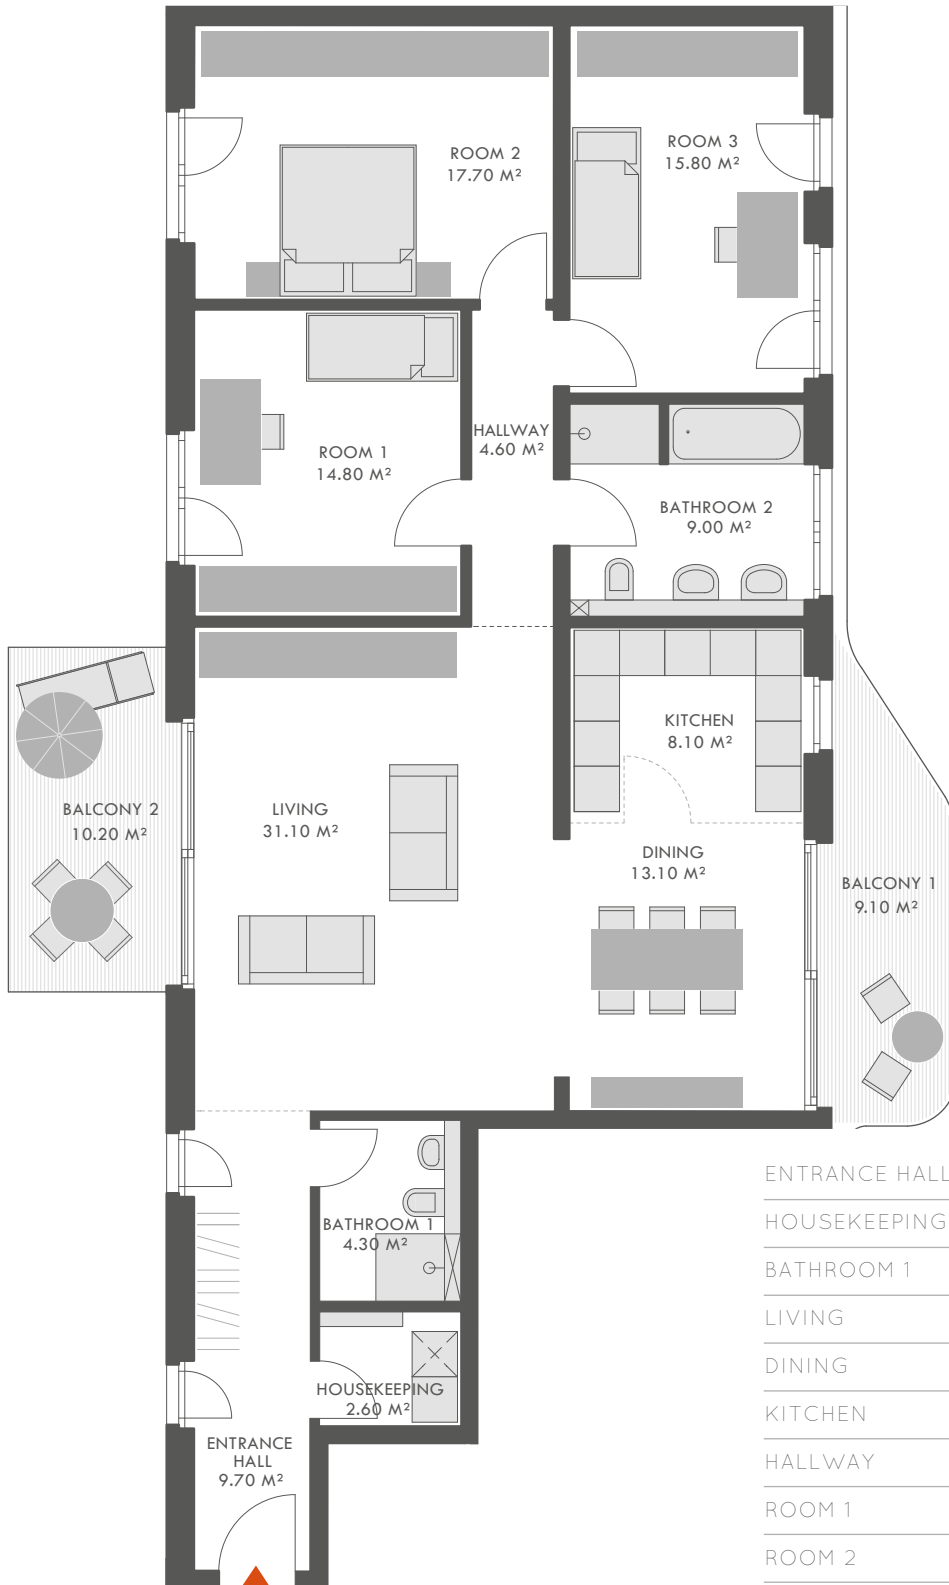 ROOM 2
17.70 M²
ROOM 3
15.80 M²
HALLWAY
4.60 M²
ROOM 1
14.80 M²
BATHROOM 2
9.00 M²
KITCHEN
8.10 M²
BALCONY 2
10.20 M²
LIVING
31.10 M²
DINING
13.10 M²
BALCONY 1
9.10 M²
BATHROOM 1
4.30 M²
HOUSEKEEPING
2.60 M²
ENTRANCE
HALL
9.70 M²
ENTRANCE HALL
HOUSEKEEPING
BATHROOM 1
LIVING
DINING
KITCHEN
HALLWAY
ROOM 1
ROOM 2